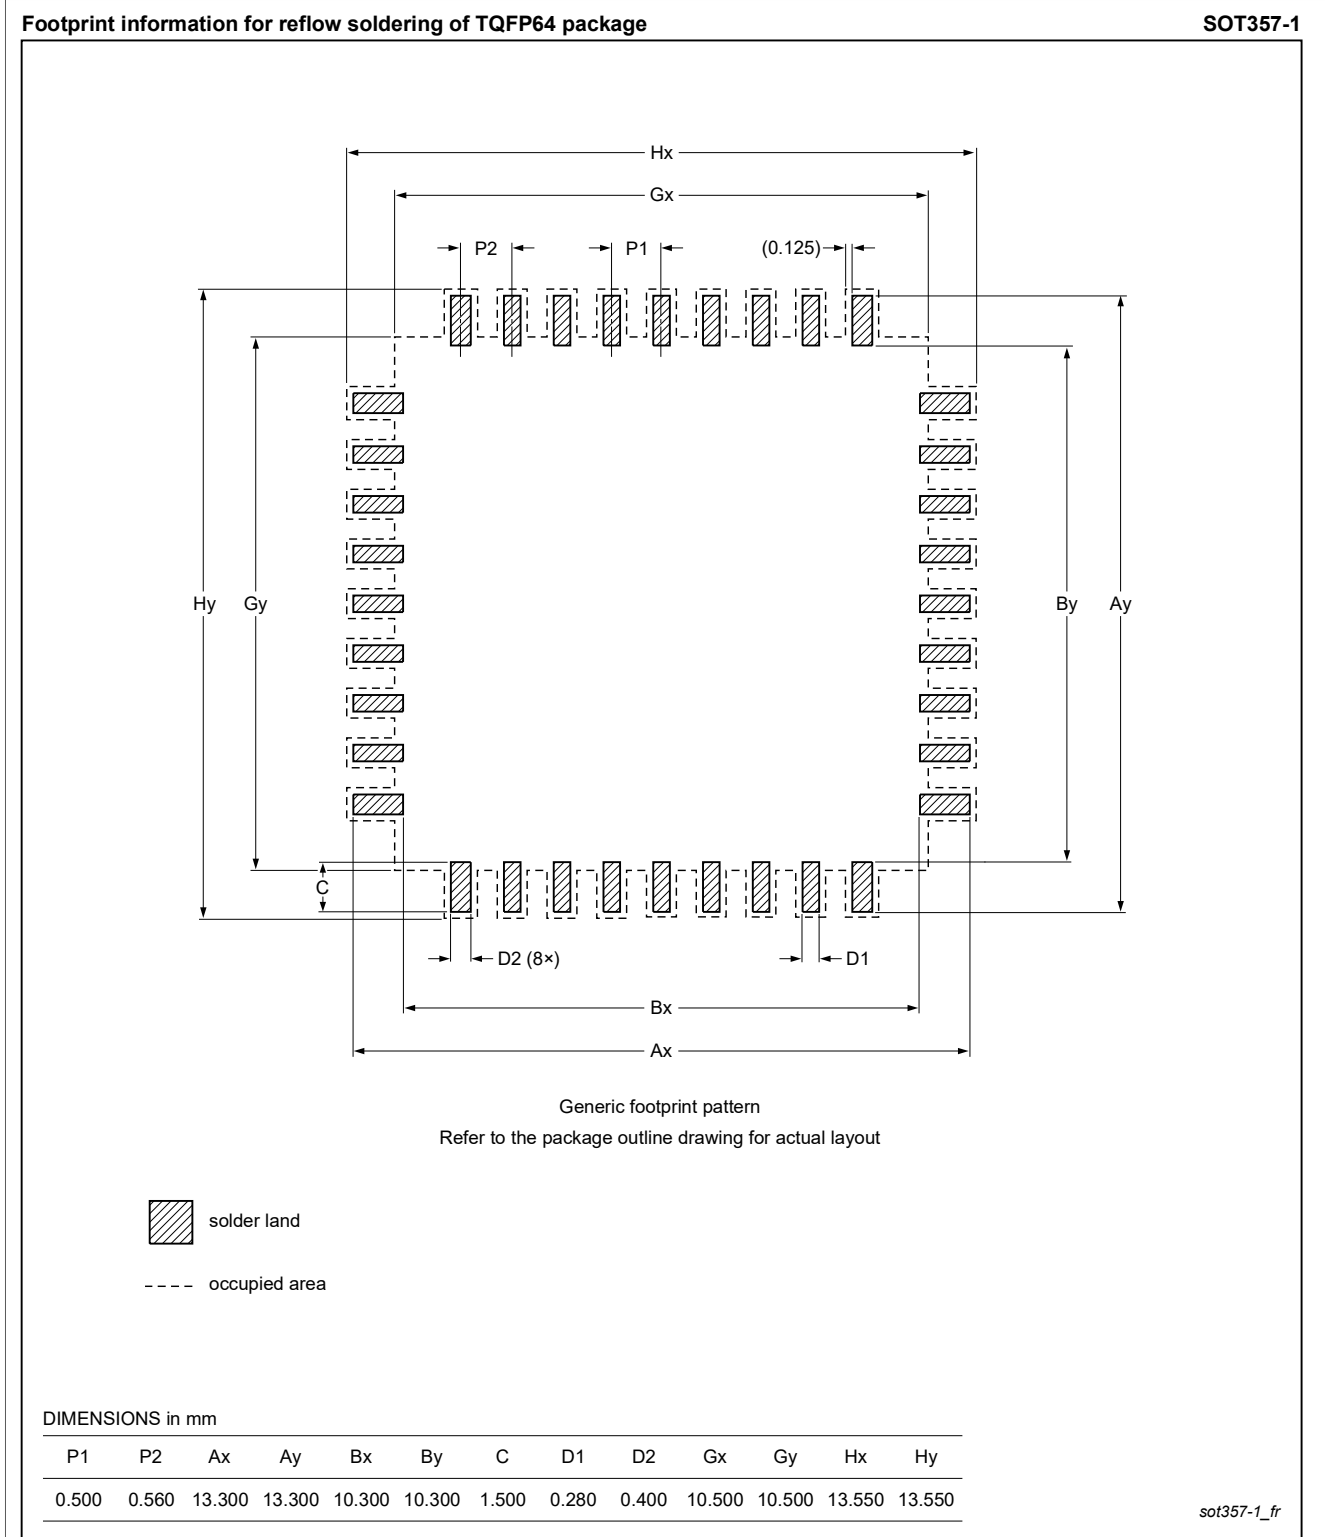 Footprint information for reflow soldering of TQFP64 package SOT357-1
Hx
Gx
P2 P1 (0.125)
Hy Gy By Ay
C
D2 (8×) D1
Bx
Ax
Generic footprint pattern
Refer to the package outline drawing for actual layout
solder land
occupied area
DIMENSIONS in mm
P1 P2 Ax Ay Bx By C D1 D2 Gx Gy Hx Hy
0.500 0.560 13.300 13.300 10.300 10.300 1.500 0.280 0.400 10.500 10.500 13.550 13.550
sot357-1_fr